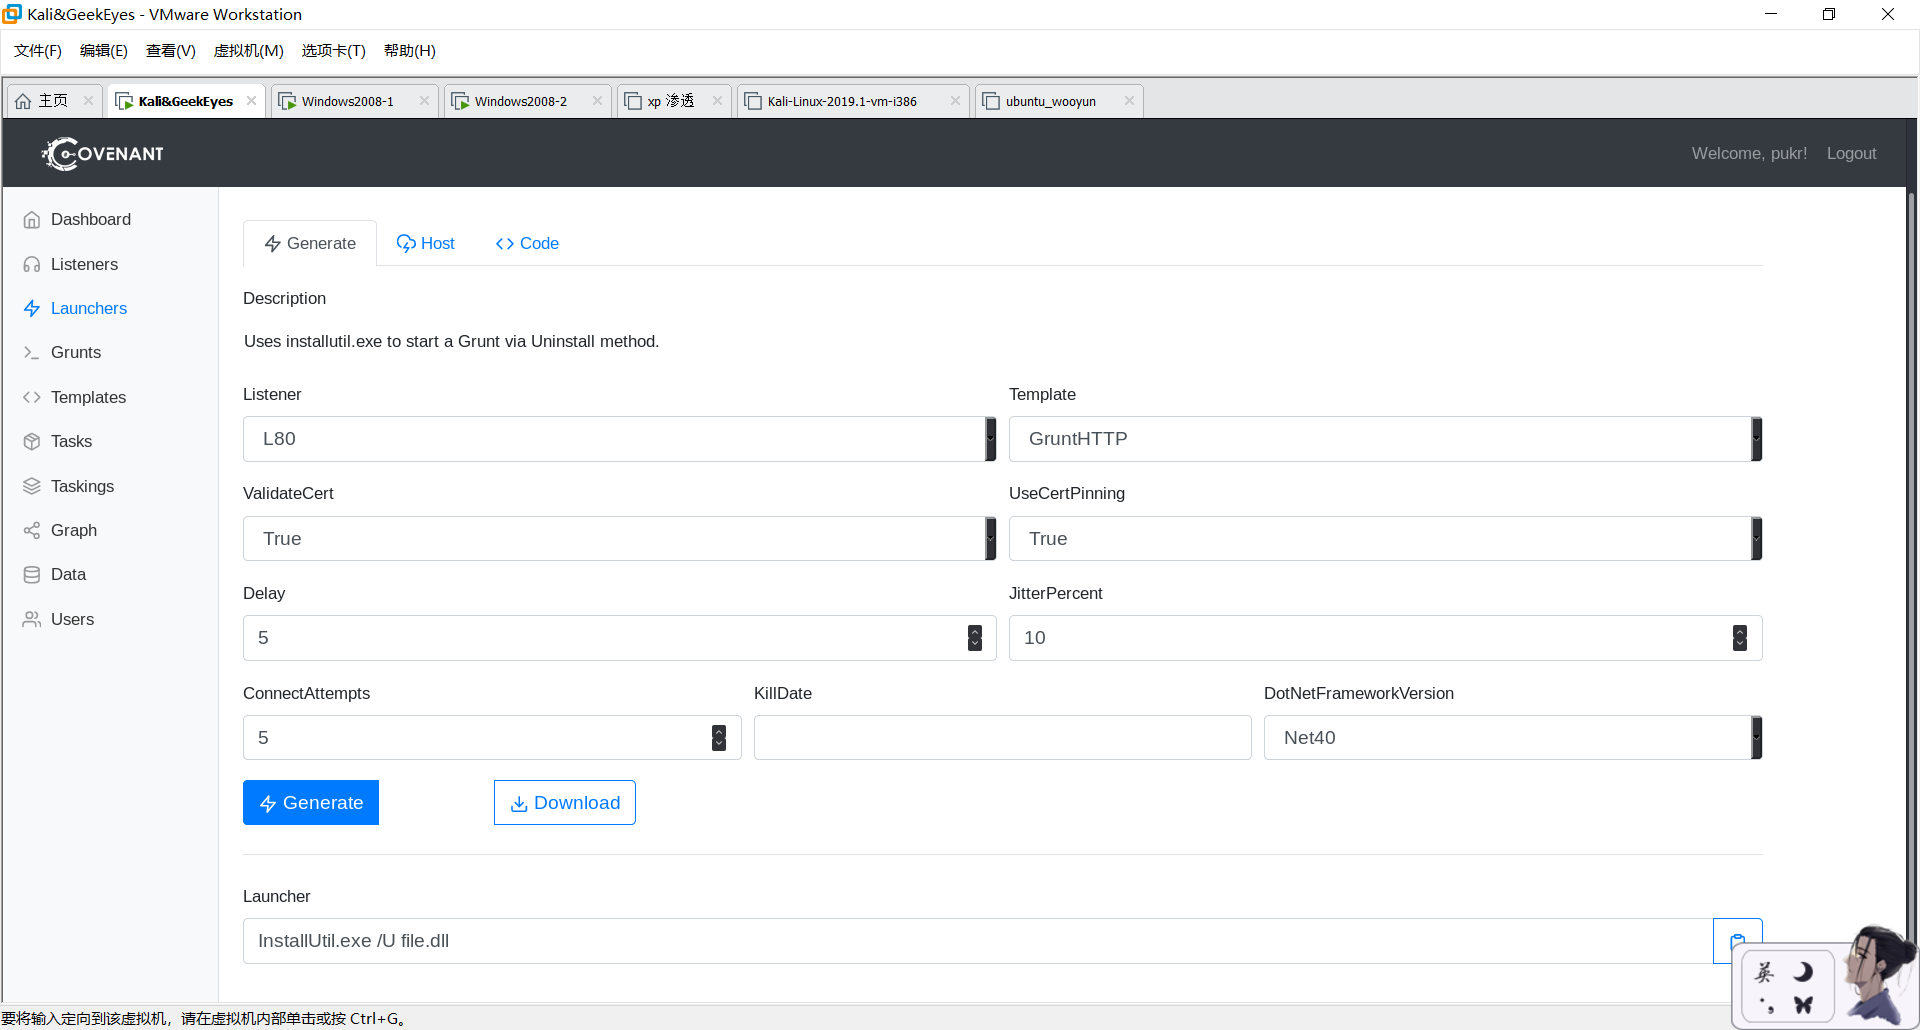 Kali&GeekEyes - VMware Workstation
文件(F) 编辑(E) 查看(V) 虚拟机(M) 选项卡(T) 帮助(H)
主页 Kali&GeekEyes Windows2008-1 Windows2008-2 xp 渗透 Kali-Linux-2019.1-vm-i386 ubuntu_wooyun
COVENANT Welcome, pukr! Logout
Dashboard
Listeners
Launchers
Grunts
Templates
Tasks
Taskings
Graph
Data
Users
Generate Host Code
Description
Uses installutil.exe to start a Grunt via Uninstall method.
Listener Template
L80 GruntHTTP
ValidateCert UseCertPinning
True True
Delay JitterPercent
5 10
ConnectAttempts KillDate DotNetFrameworkVersion
5 Net40
Generate Download
Launcher
InstallUtil.exe /U file.dll
英
要将输入定向到该虚拟机，请在虚拟机内部单击或按 Ctrl+G。